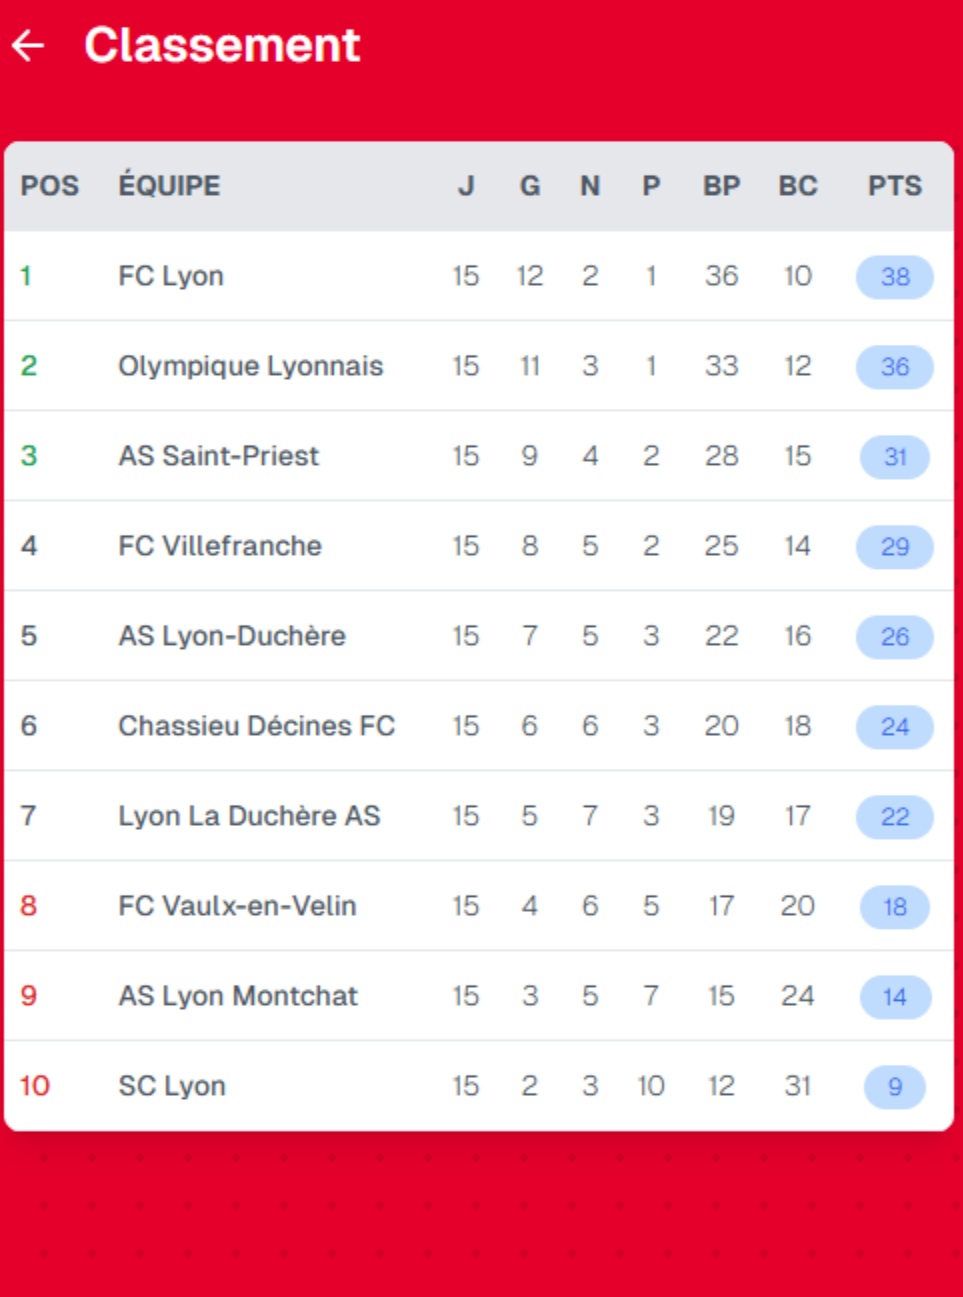 ← Classement
POS ÉQUIPE J G N P BP BC PTS
1 FC Lyon 15 12 2 1 36 10 38
2 Olympique Lyonnais 15 11 3 1 33 12 36
3 AS Saint-Priest 15 9 4 2 28 15 31
4 FC Villefranche 15 8 5 2 25 14 29
5 AS Lyon-Duchère 15 7 5 3 22 16 26
6 Chassieu Décines FC 15 6 6 3 20 18 24
7 Lyon La Duchère AS 15 5 7 3 19 17 22
8 FC Vaulx-en-Velin 15 4 6 5 17 20 18
9 AS Lyon Montchat 15 3 5 7 15 24 14
10 SC Lyon 15 2 3 10 12 31 9